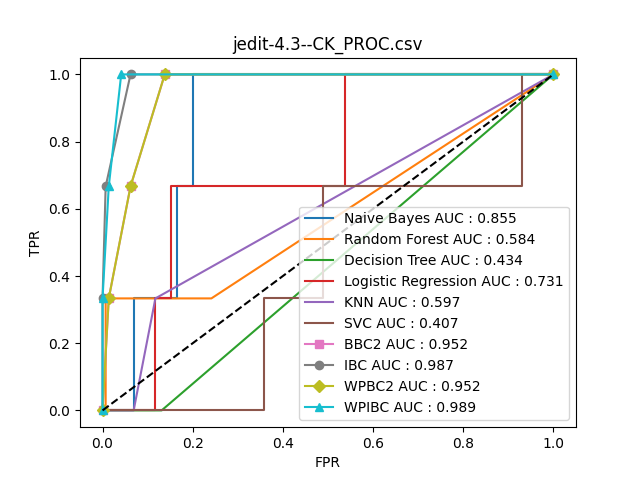 jedit-4.3--CK_PROC.csv
1.0
0.8
0.6
0.4
0.2
0.0
TPR
Naive Bayes AUC : 0.855
Random Forest AUC : 0.584
Decision Tree AUC : 0.434
Logistic Regression AUC : 0.731
KNN AUC : 0.597
SVC AUC : 0.407
BBC2 AUC : 0.952
IBC AUC : 0.987
WPBC2 AUC : 0.952
WPIBC AUC : 0.989
0.0 0.2 0.4 0.6 0.8 1.0
FPR